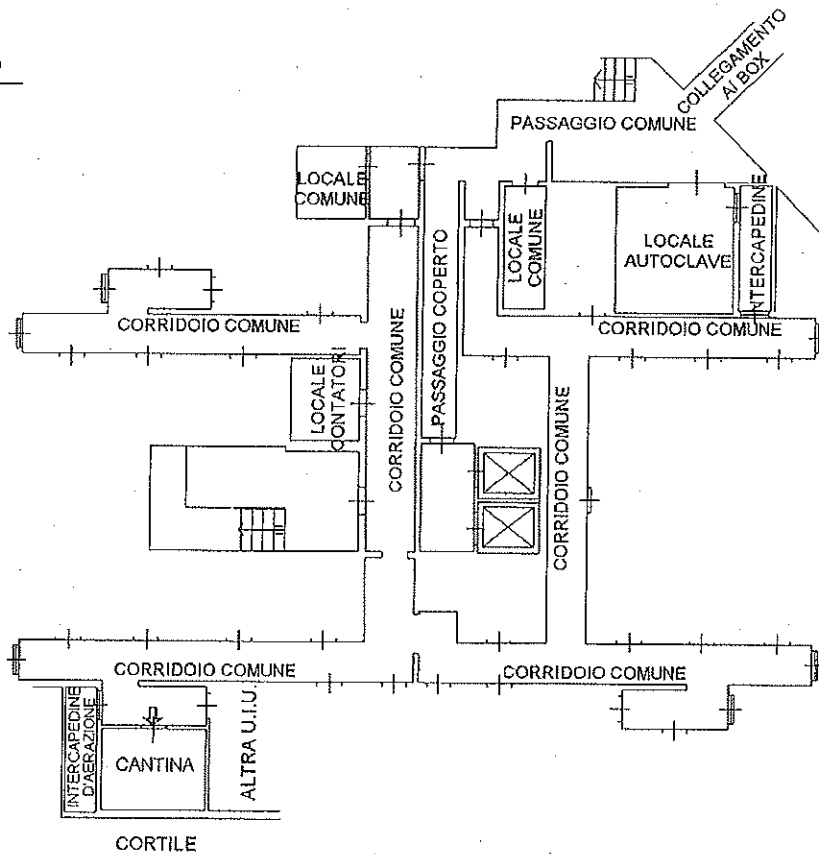 COLLEGAMENTO
AI BOX
PASSAGGIO COMUNE
LOCALE
COMUNE
LOCALE
COMUNE
LOCALE
AUTOCLAVE
INTERCAPEDINE
PASSAGGIO COPERTO
CORRIDOIO COMUNE
CORRIDOIO COMUNE
LOCALE
CONTATORI
CORRIDOIO COMUNE
CORRIDOIO COMUNE
CORRIDOIO COMUNE
CORRIDOIO COMUNE
INTERCAPEDINE
D'AERAZIONE
CANTINA
ALTRA U.I.U.
CORTILE